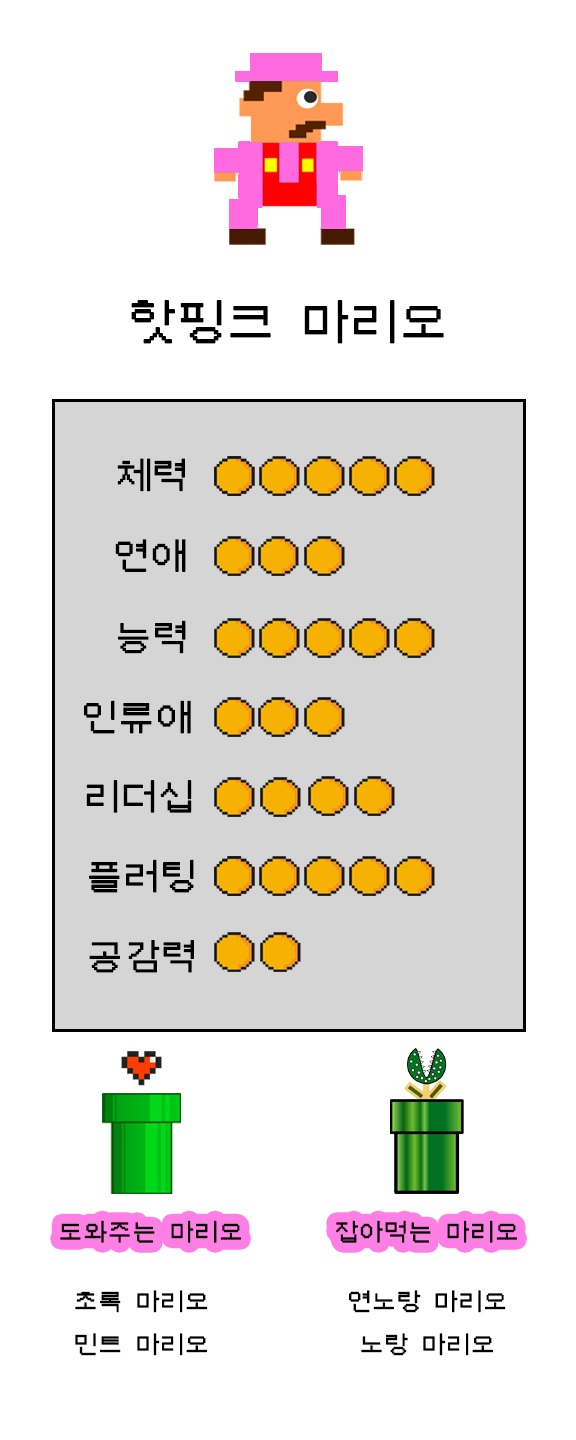 핫핑크 마리오
체력
연애
능력
인류애
리더십
플러팅
공감력
도와주는 마리오
잡아먹는 마리오
초록 마리오
연노랑 마리오
민트 마리오
노랑 마리오